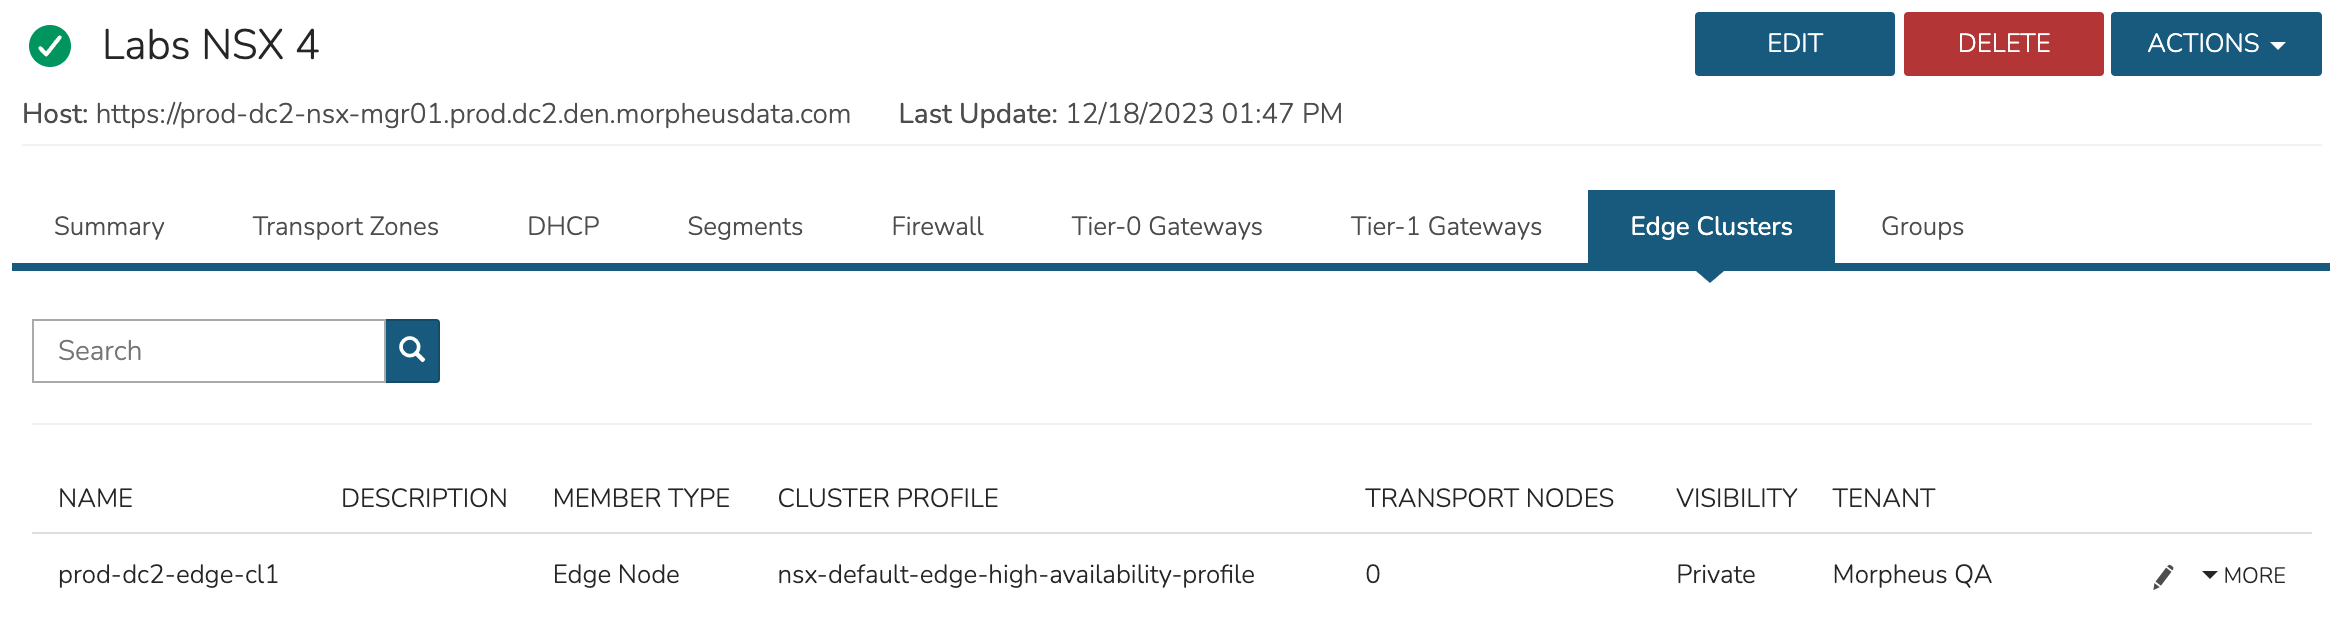 Labs NSX 4
EDIT
DELETE
ACTIONS
Host: https://prod-dc2-nsx-mgr01.prod.dc2.den.morpheusdata.com Last Update: 12/18/2023 01:47 PM
Summary Transport Zones DHCP Segments Firewall Tier-0 Gateways Tier-1 Gateways Edge Clusters Groups
Search
NAME DESCRIPTION MEMBER TYPE CLUSTER PROFILE TRANSPORT NODES VISIBILITY TENANT
prod-dc2-edge-cl1 Edge Node nsx-default-edge-high-availability-profile 0 Private Morpheus QA MORE